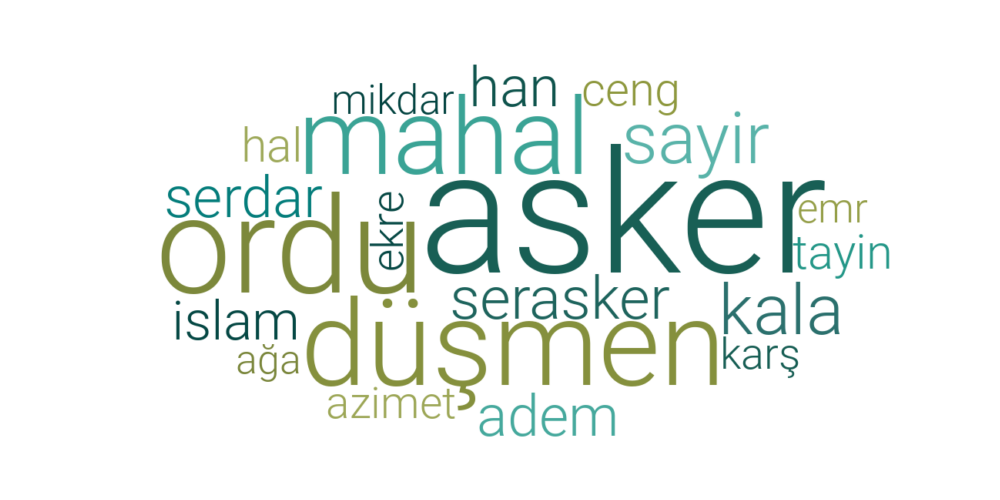 mikdar
han
ceng
hal
mahal
sayir
serdar
ordu
ekre
asker
emr
tayin
islam
serasker
kala
ağa
düşmen
karş
azimet
adem